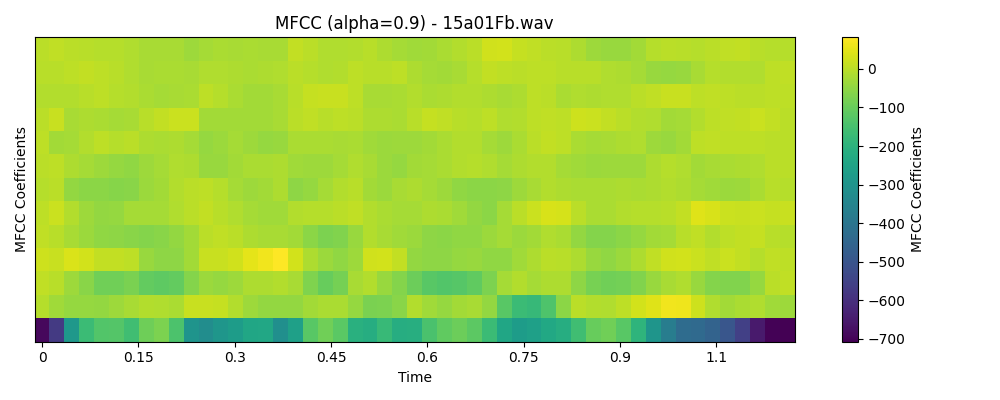 MFCC (alpha=0.9) - 15a01Fb.wav
MFCC Coefficients
0 0.15 0.3 0.45 0.6 0.75 0.9 1.1
Time
0
−100
−200
−300
−400
−500
−600
−700
MFCC Coefficients